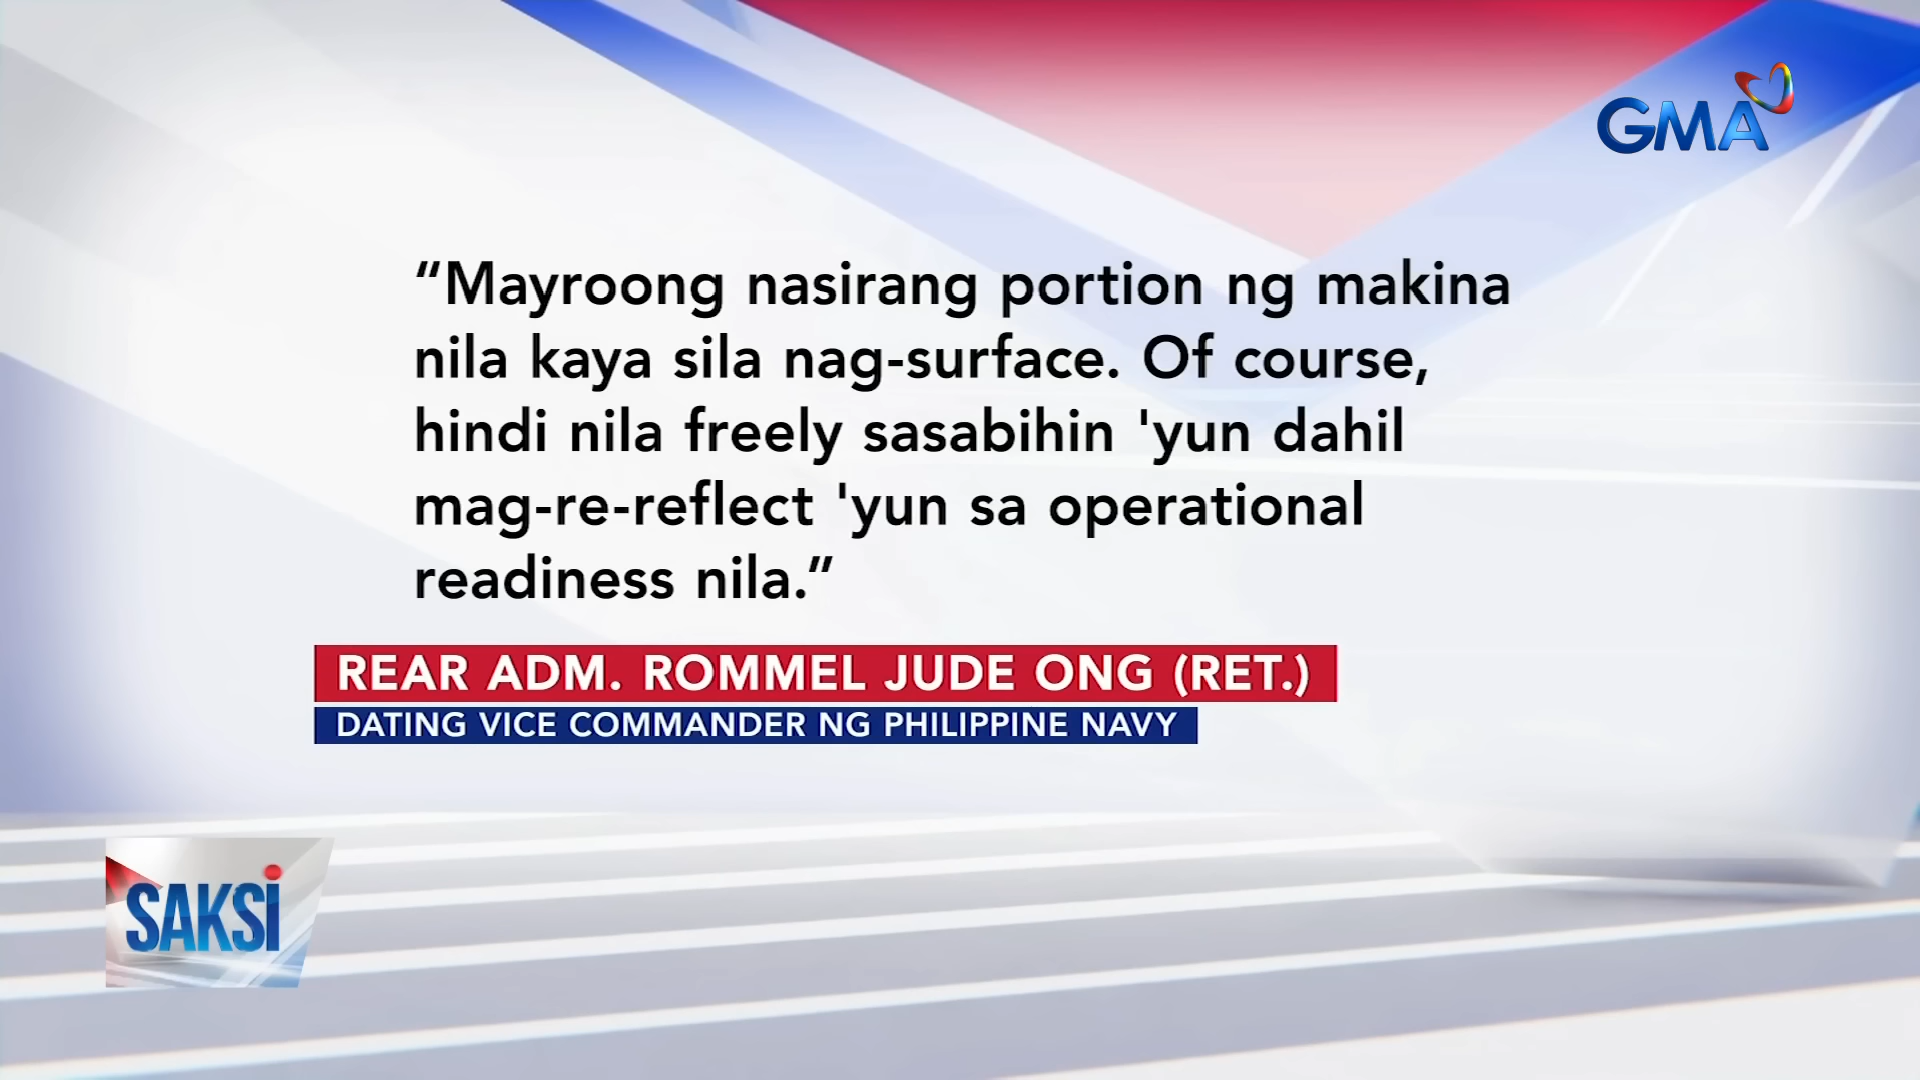 GMA
“Mayroong nasirang portion ng makina
nila kaya sila nag-surface. Of course,
hindi nila freely sasabihin 'yun dahil
mag-re-reflect 'yun sa operational
readiness nila.”
REAR ADM. ROMMEL JUDE ONG (RET.)
DATING VICE COMMANDER NG PHILIPPINE NAVY
SAKSI